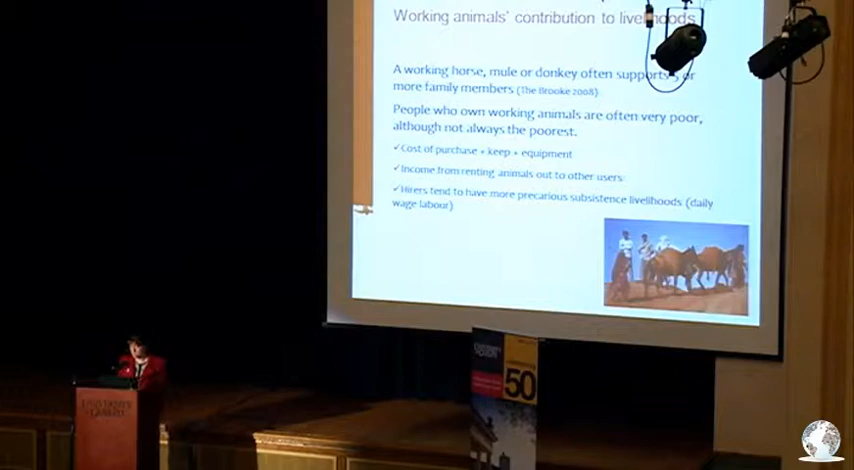 Working animals' contribution to livelihoods
A working horse, mule or donkey often supports 5 or
more family members (The Brooke 2008)
People who own working animals are often very poor,
although not always the poorest.
✓Cost of purchase + keep + equipment
✓Income from renting animals out to other users:
✓Hirers tend to have more precarious subsistence livelihoods (daily
wage labour)
50